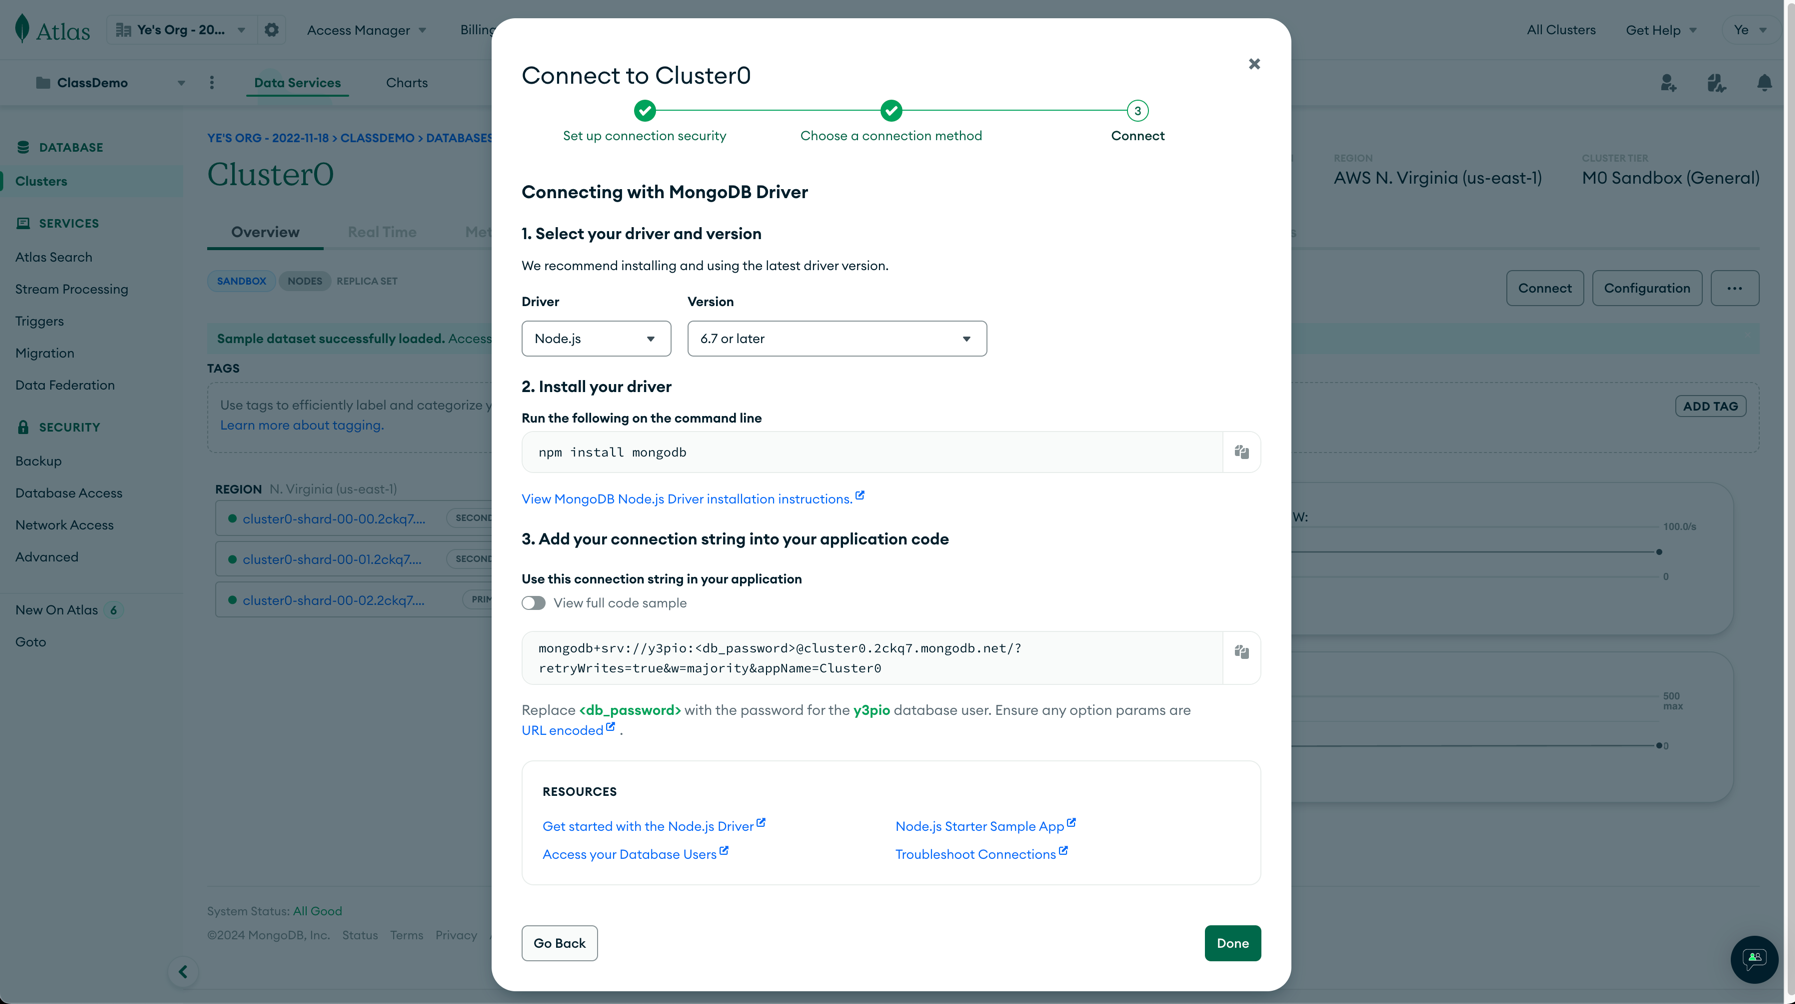 Atlas
Ye's Org - 20...
Access Manager
Billing
All Clusters
Get Help
Ye
ClassDemo
Data Services
Charts
DATABASE
Clusters
SERVICES
Atlas Search
Stream Processing
Triggers
Migration
Data Federation
SECURITY
Backup
Database Access
Network Access
Advanced
New On Atlas 6
Goto
YE'S ORG - 2022-11-18 > CLASSDEMO > DATABASES
Cluster0
REGION
AWS N. Virginia (us-east-1)
CLUSTER TIER
M0 Sandbox (General)
Overview
Real Time
SANDBOX NODES REPLICA SET
Connect
Configuration
...
Sample dataset successfully loaded. Access
TAGS
Use tags to efficiently label and categorize y
Learn more about tagging.
ADD TAG
REGION N. Virginia (us-east-1)
cluster0-shard-00-00.2ckq7.... SECOND
cluster0-shard-00-01.2ckq7.... SECOND
cluster0-shard-00-02.2ckq7.... PRIM
W:
100.0/s
0
500
max
0
System Status: All Good
©2024 MongoDB, Inc. Status Terms Privacy
Connect to Cluster0
Set up connection security
Choose a connection method
3
Connect
Connecting with MongoDB Driver
1. Select your driver and version
We recommend installing and using the latest driver version.
Driver
Version
Node.js
6.7 or later
2. Install your driver
Run the following on the command line
npm install mongodb
View MongoDB Node.js Driver installation instructions.
3. Add your connection string into your application code
Use this connection string in your application
View full code sample
mongodb+srv://y3pio:<db_password>@cluster0.2ckq7.mongodb.net/?
retryWrites=true&w=majority&appName=Cluster0
Replace <db_password> with the password for the y3pio database user. Ensure any option params are
URL encoded .
RESOURCES
Get started with the Node.js Driver
Node.js Starter Sample App
Access your Database Users
Troubleshoot Connections
Go Back
Done